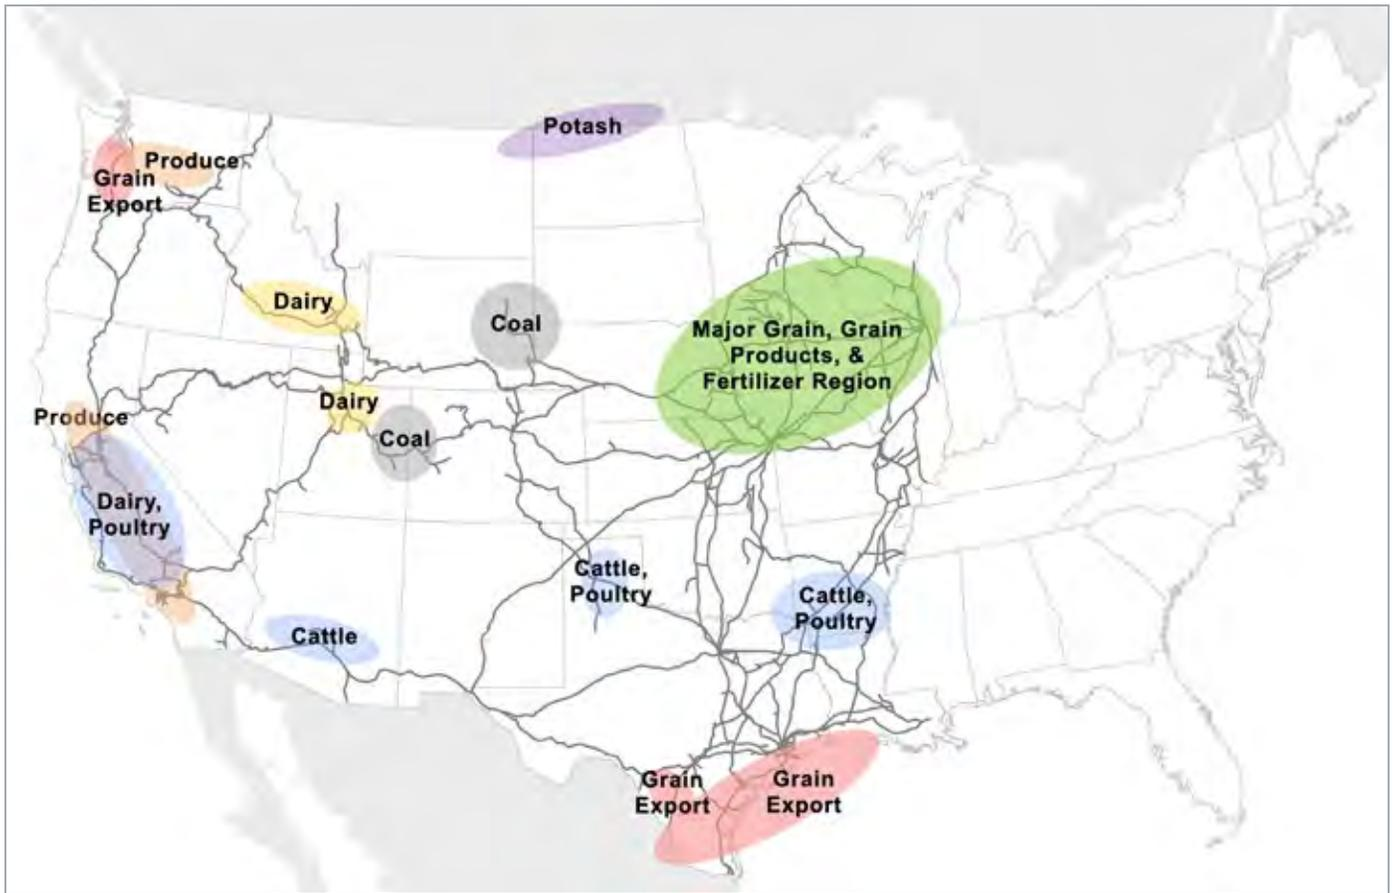 Potash
Produce
Grain
Export
Dairy
Coal
Major Grain, Grain
Products, &
Fertilizer Region
Dairy
Produce
Coal
Dairy,
Poultry
Cattle,
Poultry
Cattle,
Poultry
Cattle
Grain
Export
Grain
Export